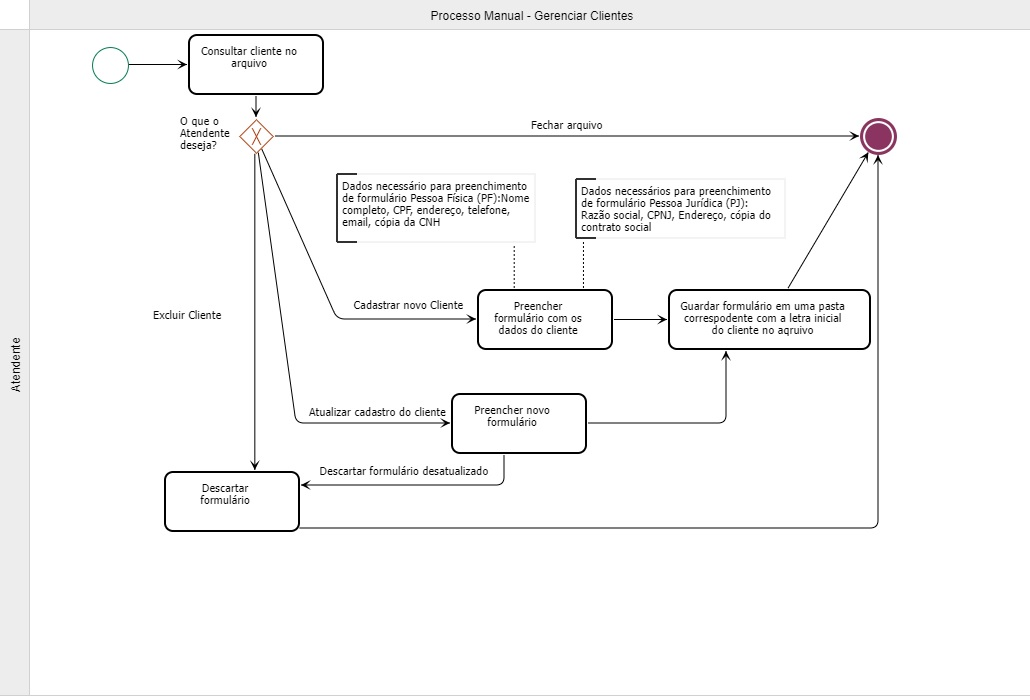 Processo Manual - Gerenciar Clientes
Atendente
Consultar cliente no
arquivo
O que o
Atendente
deseja?
X
Fechar arquivo
Dados necessário para preenchimento
de formulário Pessoa Física (PF):Nome
completo, CPF, endereço, telefone,
email, cópia da CNH
Dados necessários para preenchimento
de formulário Pessoa Jurídica (PJ):
Razão social, CPNJ, Endereço, cópia do
contrato social
Excluir Cliente
Cadastrar novo Cliente
Preencher
formulário com os
dados do cliente
Guardar formulário em uma pasta
correspodente com a letra inicial
do cliente no aqruivo
Atualizar cadastro do cliente
Preencher novo
formulário
Descartar formulário desatualizado
Descartar
formulário